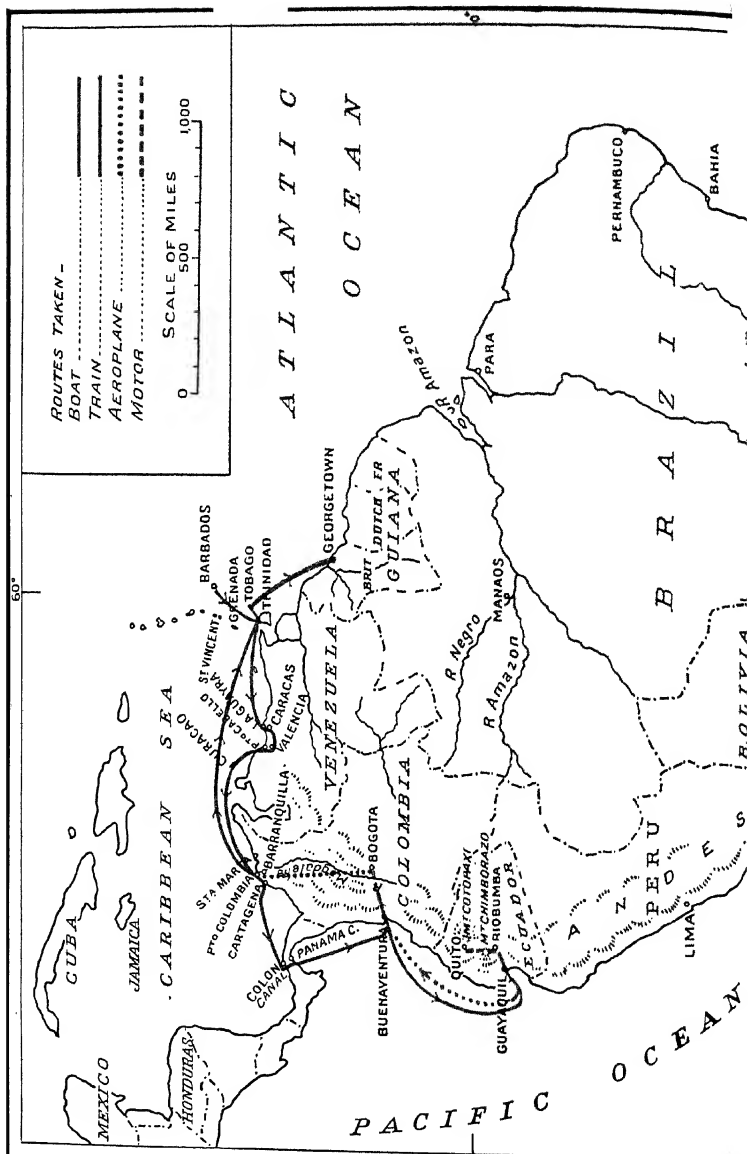 ROUTES TAKEN –
BOAT
TRAIN
AEROPLANE
MOTOR
SCALE OF MILES
0 500 1,000
60°
0°
ATLANTIC
OCEAN
MEXICO
HONDURAS
CUBA
JAMAICA
CARIBBEAN SEA
BARBADOS
GRENADA
TOBAGO
TRINIDAD
ST VINCENT
LA GUAYRA
PTO CABELLO
CURACAO
CARACAS
VALENCIA
GEORGETOWN
BRIT
DUTCH
FR
GUIANA
VENEZUELA
STA MARTA
BARRANQUILLA
PTO COLOMBIA
CARTAGENA
Magdalena
COLON
CANAL
PANAMA C.
BOGOTA
COLOMBIA
BUENAVENTURA
QUITO
MT COTOPAXI
MT CHIMBORAZO
RIOBUMBA
ECUADOR
GUAYAQUIL
R Negro
MANAOS
R Amazon
R Amazon
PARA
PERNAMBUCO
BAHIA
BRAZIL
BOLIVIA
PERU
ANDES
LIMA
PACIFIC OCEAN